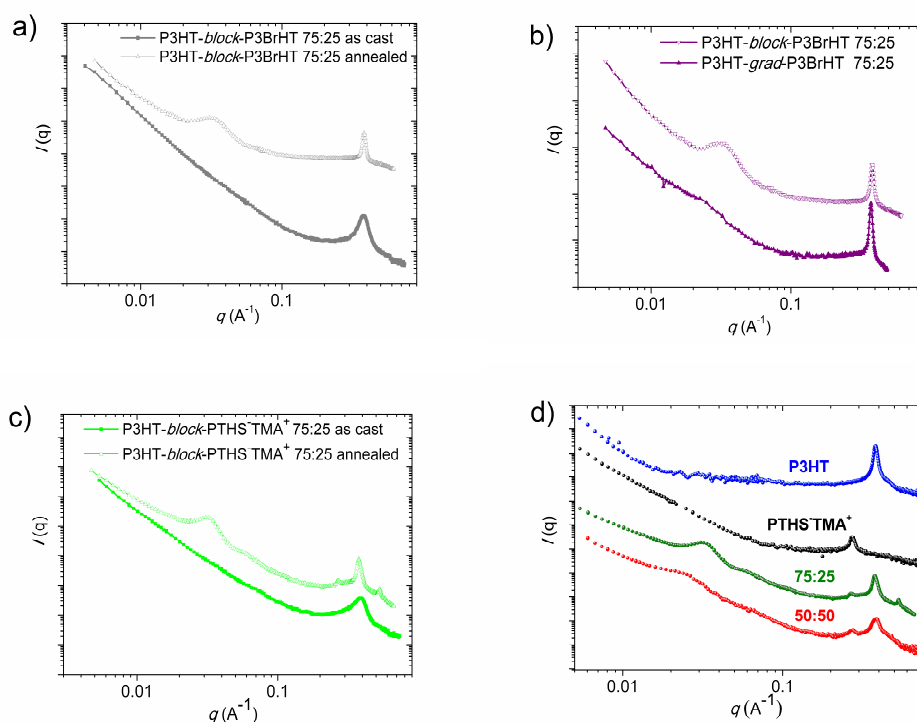 a)
P3HT-block-P3BrHT 75:25 as cast
P3HT-block-P3BrHT 75:25 annealed
I (q)
0.01 0.1
q (A⁻¹)
b)
P3HT-block-P3BrHT 75:25
P3HT-grad-P3BrHT 75:25
I (q)
0.01 0.1
q (A⁻¹)
c)
P3HT-block-PTHS⁻TMA⁺ 75:25 as cast
P3HT-block-PTHS⁻TMA⁺ 75:25 annealed
I (q)
0.01 0.1
q (A⁻¹)
d)
P3HT
PTHS⁻TMA⁺
75:25
50:50
I (q)
0.01 0.1
q (A⁻¹)